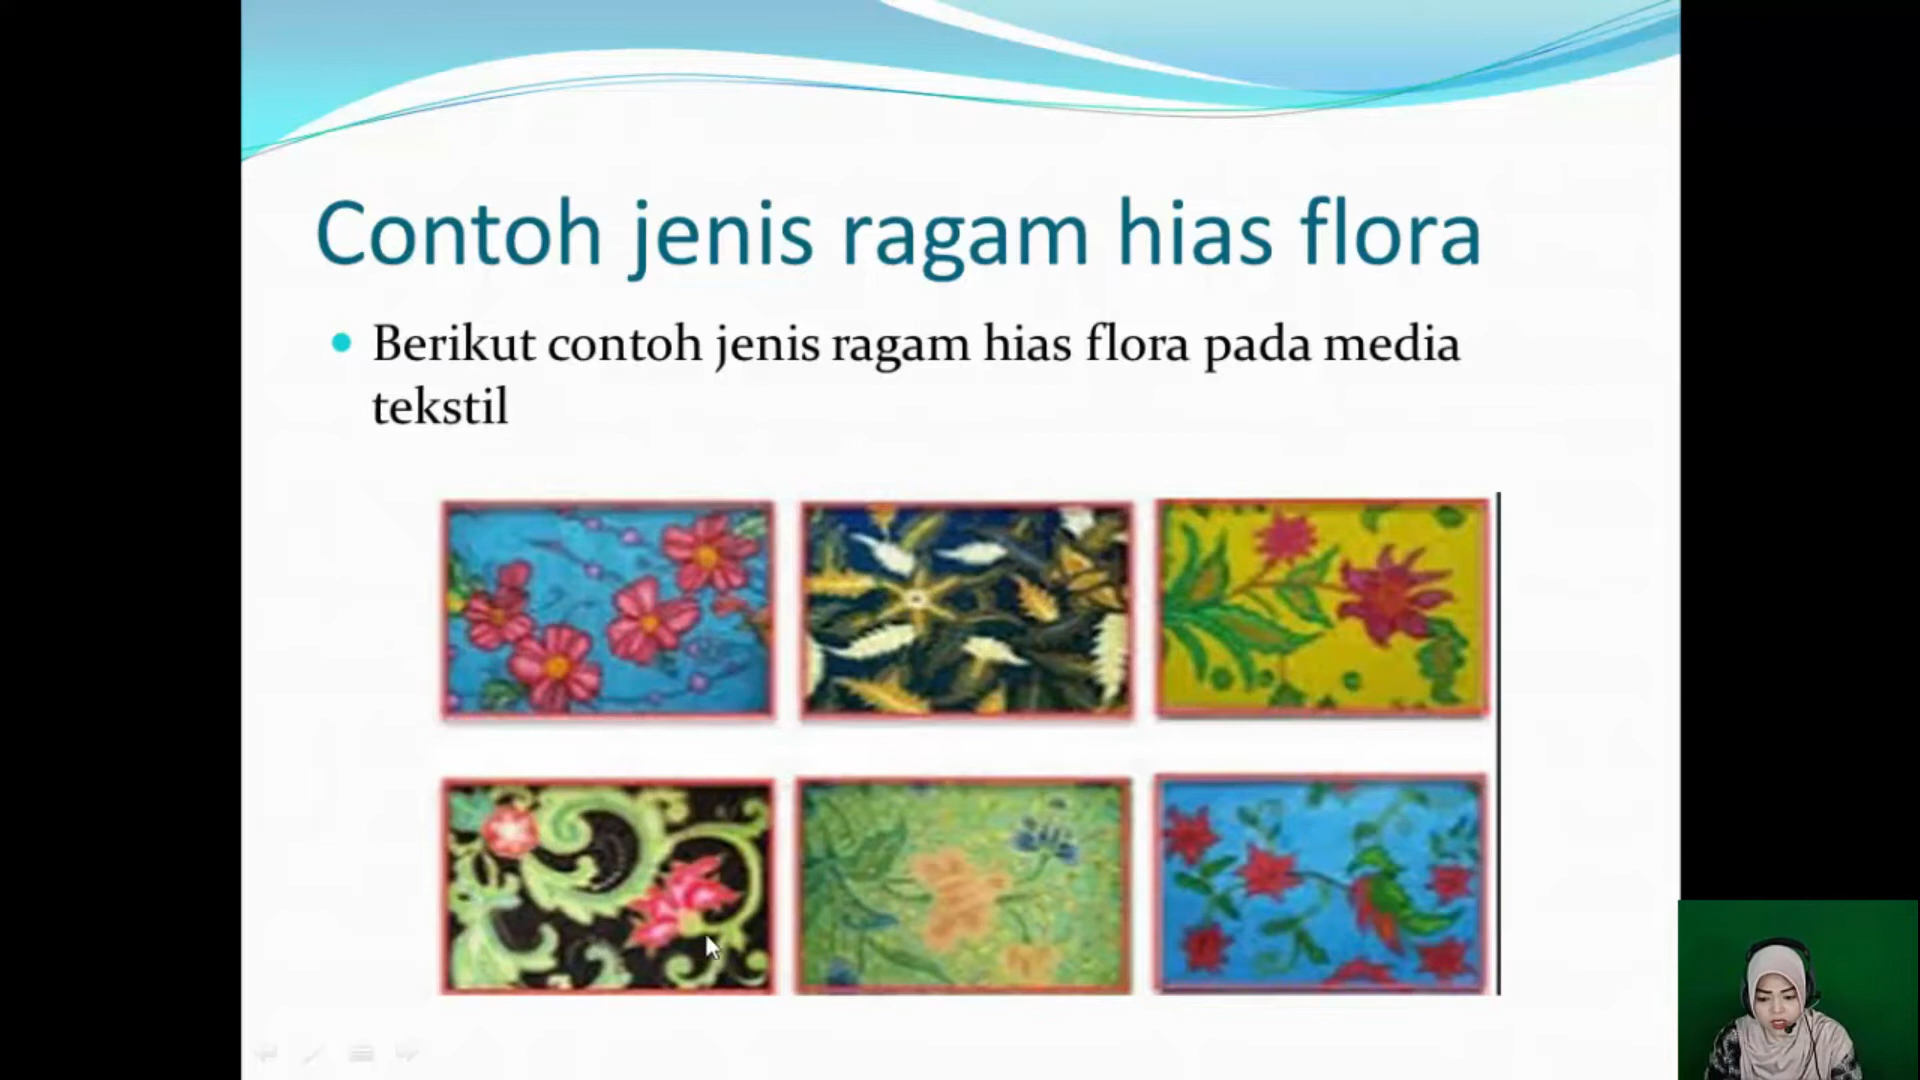 Contoh jenis ragam hias flora
Berikut contoh jenis ragam hias flora pada media
tekstil